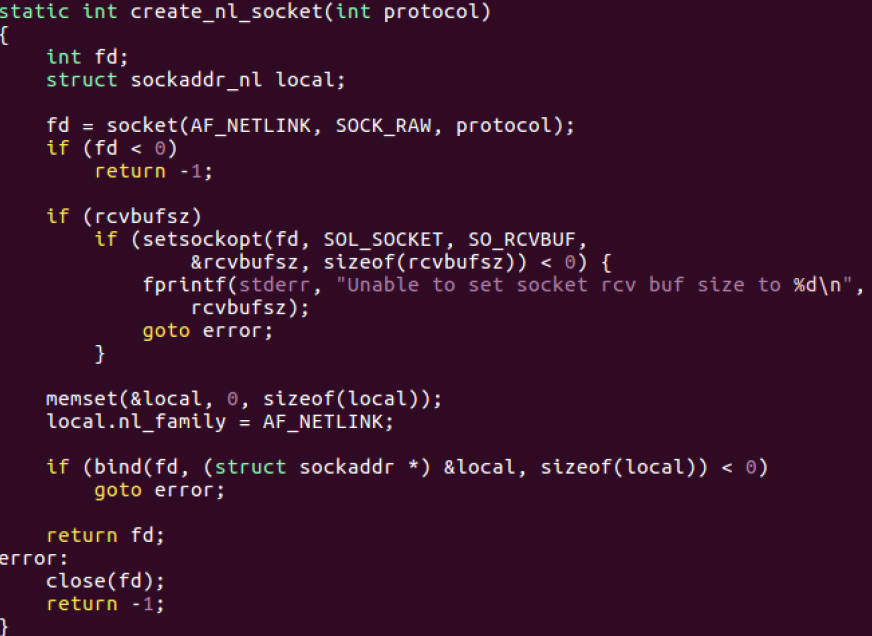 static int create_nl_socket(int protocol)
{
    int fd;
    struct sockaddr_nl local;

    fd = socket(AF_NETLINK, SOCK_RAW, protocol);
    if (fd < 0)
        return -1;

    if (rcvbufsz)
        if (setsockopt(fd, SOL_SOCKET, SO_RCVBUF,
                &rcvbufsz, sizeof(rcvbufsz)) < 0) {
            fprintf(stderr, "Unable to set socket rcv buf size to %d\n",
                rcvbufsz);
            goto error;
        }

    memset(&local, 0, sizeof(local));
    local.nl_family = AF_NETLINK;

    if (bind(fd, (struct sockaddr *) &local, sizeof(local)) < 0)
        goto error;

    return fd;
error:
    close(fd);
    return -1;
}